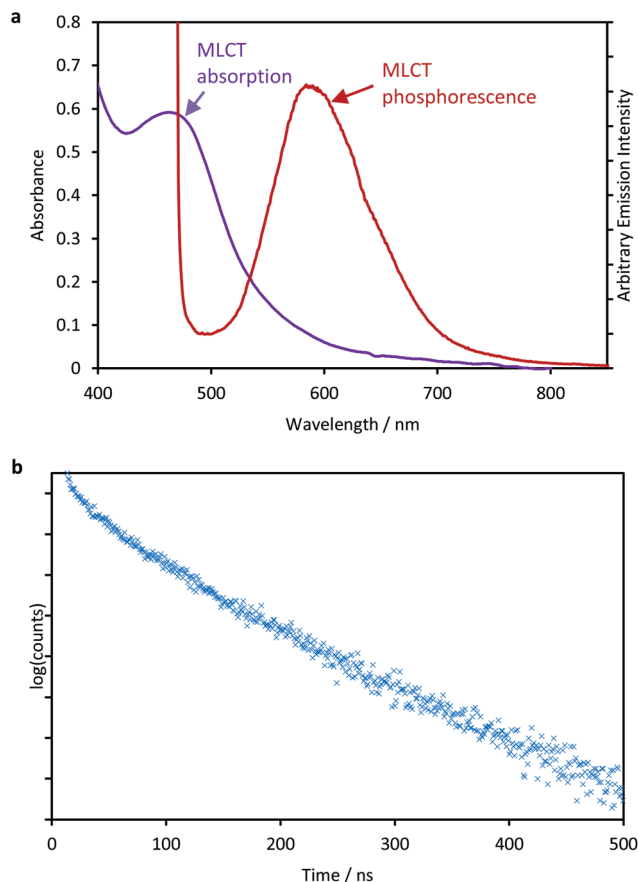 a
0.8
0.7
0.6
0.5
0.4
0.3
0.2
0.1
0
Absorbance
MLCT
absorption
MLCT
phosphorescence
Arbitrary Emission Intensity
400 500 600 700 800
Wavelength / nm
b
log(counts)
0 100 200 300 400 500
Time / ns